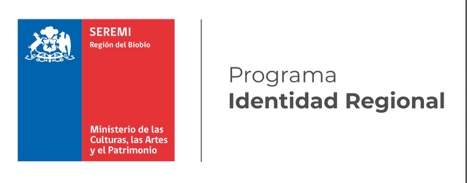 SEREMI
Región del Biobío
Ministerio de las
Culturas, las Artes
y el Patrimonio
Programa
Identidad Regional